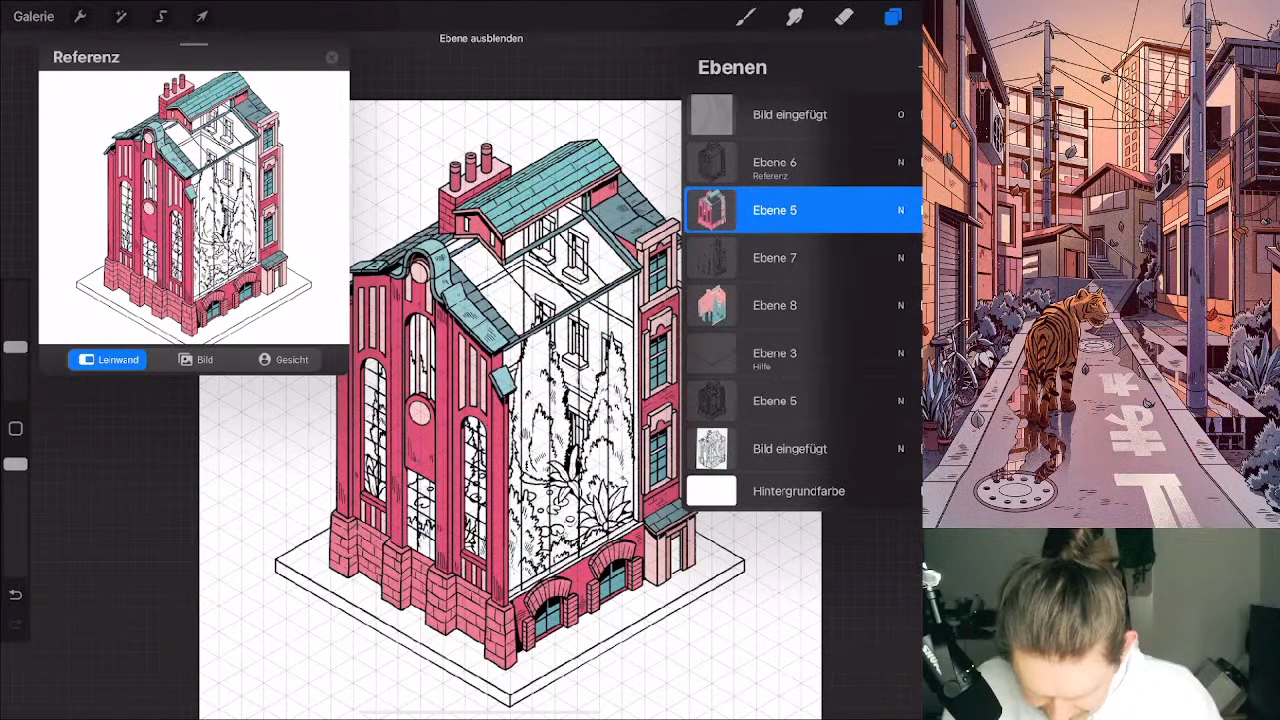 Galerie
Ebene ausblenden
Referenz
Leinwand
Bild
Gesicht
Ebenen
Bild eingefügt O
Ebene 6 N
Referenz
Ebene 5 N
Ebene 7 N
Ebene 8 N
Ebene 3 N
Hilfe
Ebene 5 N
Bild eingefügt N
Hintergrundfarbe